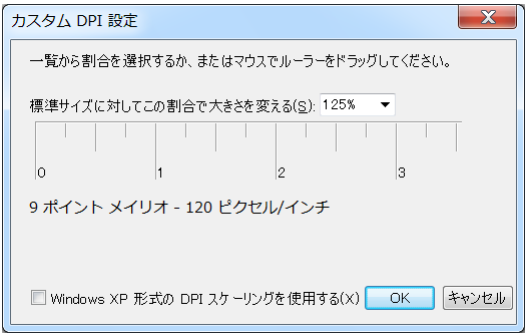 カスタム DPI 設定
一覧から割合を選択するか、またはマウスでルーラーをドラッグしてください。
標準サイズに対してこの割合で大きさを変える(S): 125%
0 1 2 3
9 ポイント メイリオ - 120 ピクセル/インチ
Windows XP 形式の DPI スケーリングを使用する(X) OK キャンセル